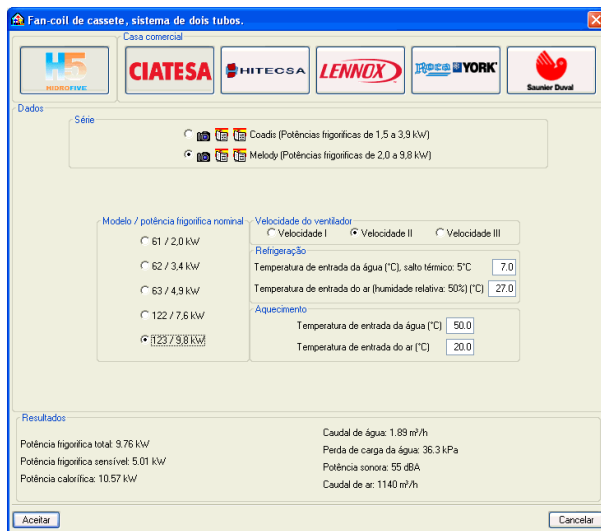 Fan-coil de cassete, sistema de dois tubos.
Casa comercial
H5
HIDROFIVE
CIATESA
HITECSA
LENNOX
Roca YORK
Saunier Duval
Dados
Série
Coadis (Potências frigoríficas de 1,5 a 3,9 kW)
Melody (Potências frigoríficas de 2,0 a 9,8 kW)
Modelo / potência frigorífica nominal
61 / 2,0 kW
62 / 3,4 kW
63 / 4,9 kW
122 / 7,6 kW
123 / 9,8 kW
Velocidade do ventilador
Velocidade I Velocidade II Velocidade III
Refrigeração
Temperatura de entrada da água (°C), salto térmico: 5°C 7.0
Temperatura de entrada do ar (humidade relativa: 50%) (°C) 27.0
Aquecimento
Temperatura de entrada da água (°C) 50.0
Temperatura de entrada do ar (°C) 20.0
Resultados
Potência frigorífica total: 9.76 kW
Potência frigorífica sensível: 5.01 kW
Potência calorífica: 10.57 kW
Caudal de água: 1.89 m³/h
Perda de carga da água: 36.3 kPa
Potência sonora: 55 dBA
Caudal de ar: 1140 m³/h
Aceitar
Cancelar